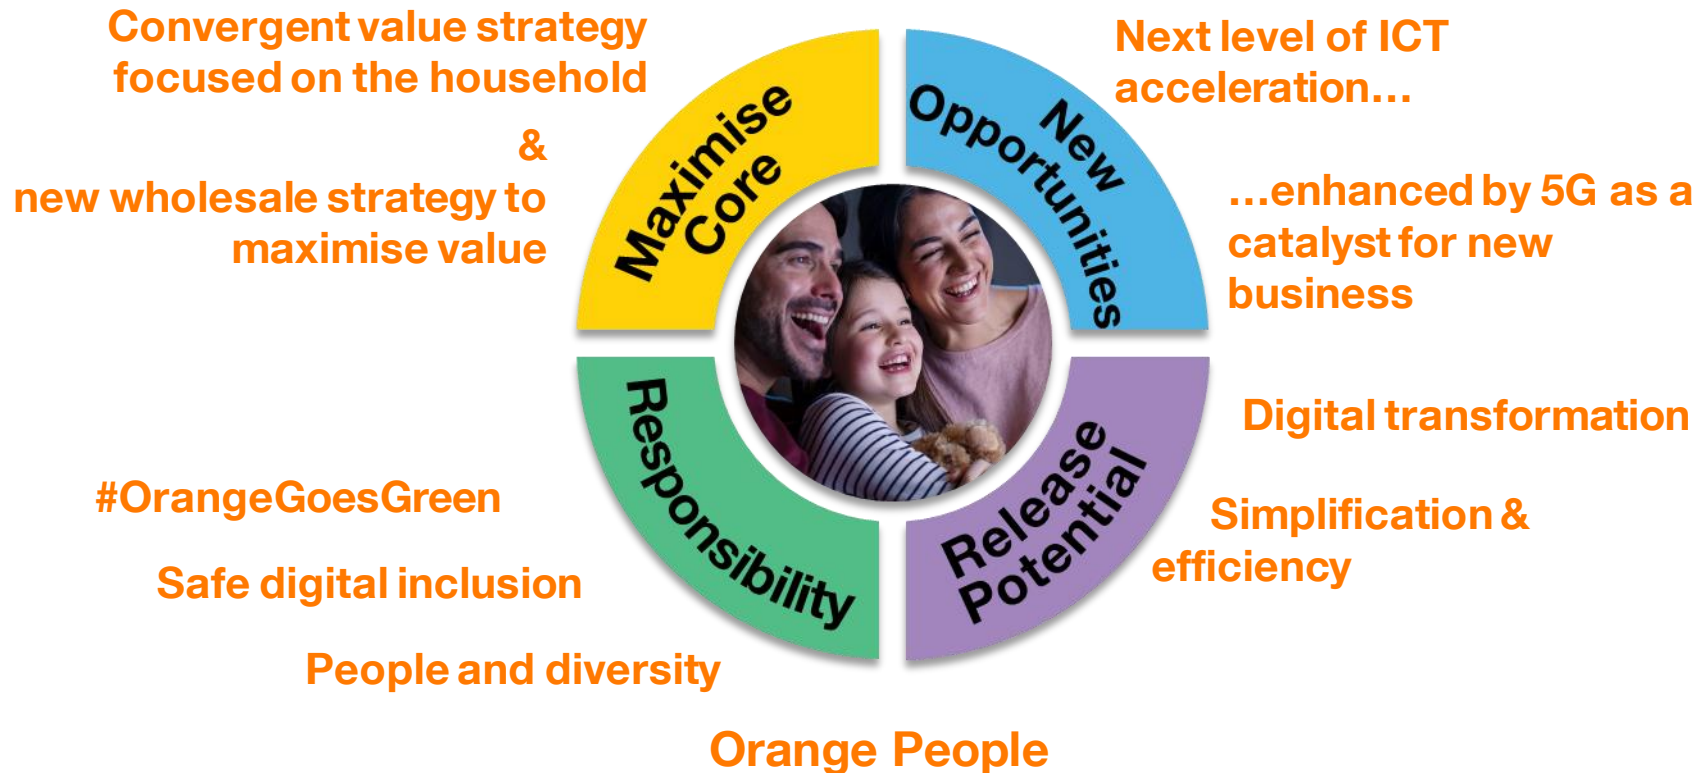 Convergent value strategy
focused on the household
&
new wholesale strategy to
maximise value
Maximise
Core
New
Opportunities
Next level of ICT
acceleration...
...enhanced by 5G as a
catalyst for new
business
Responsibility
#OrangeGoesGreen
Safe digital inclusion
People and diversity
Release
Potential
Digital transformation
Simplification &
efficiency
Orange People